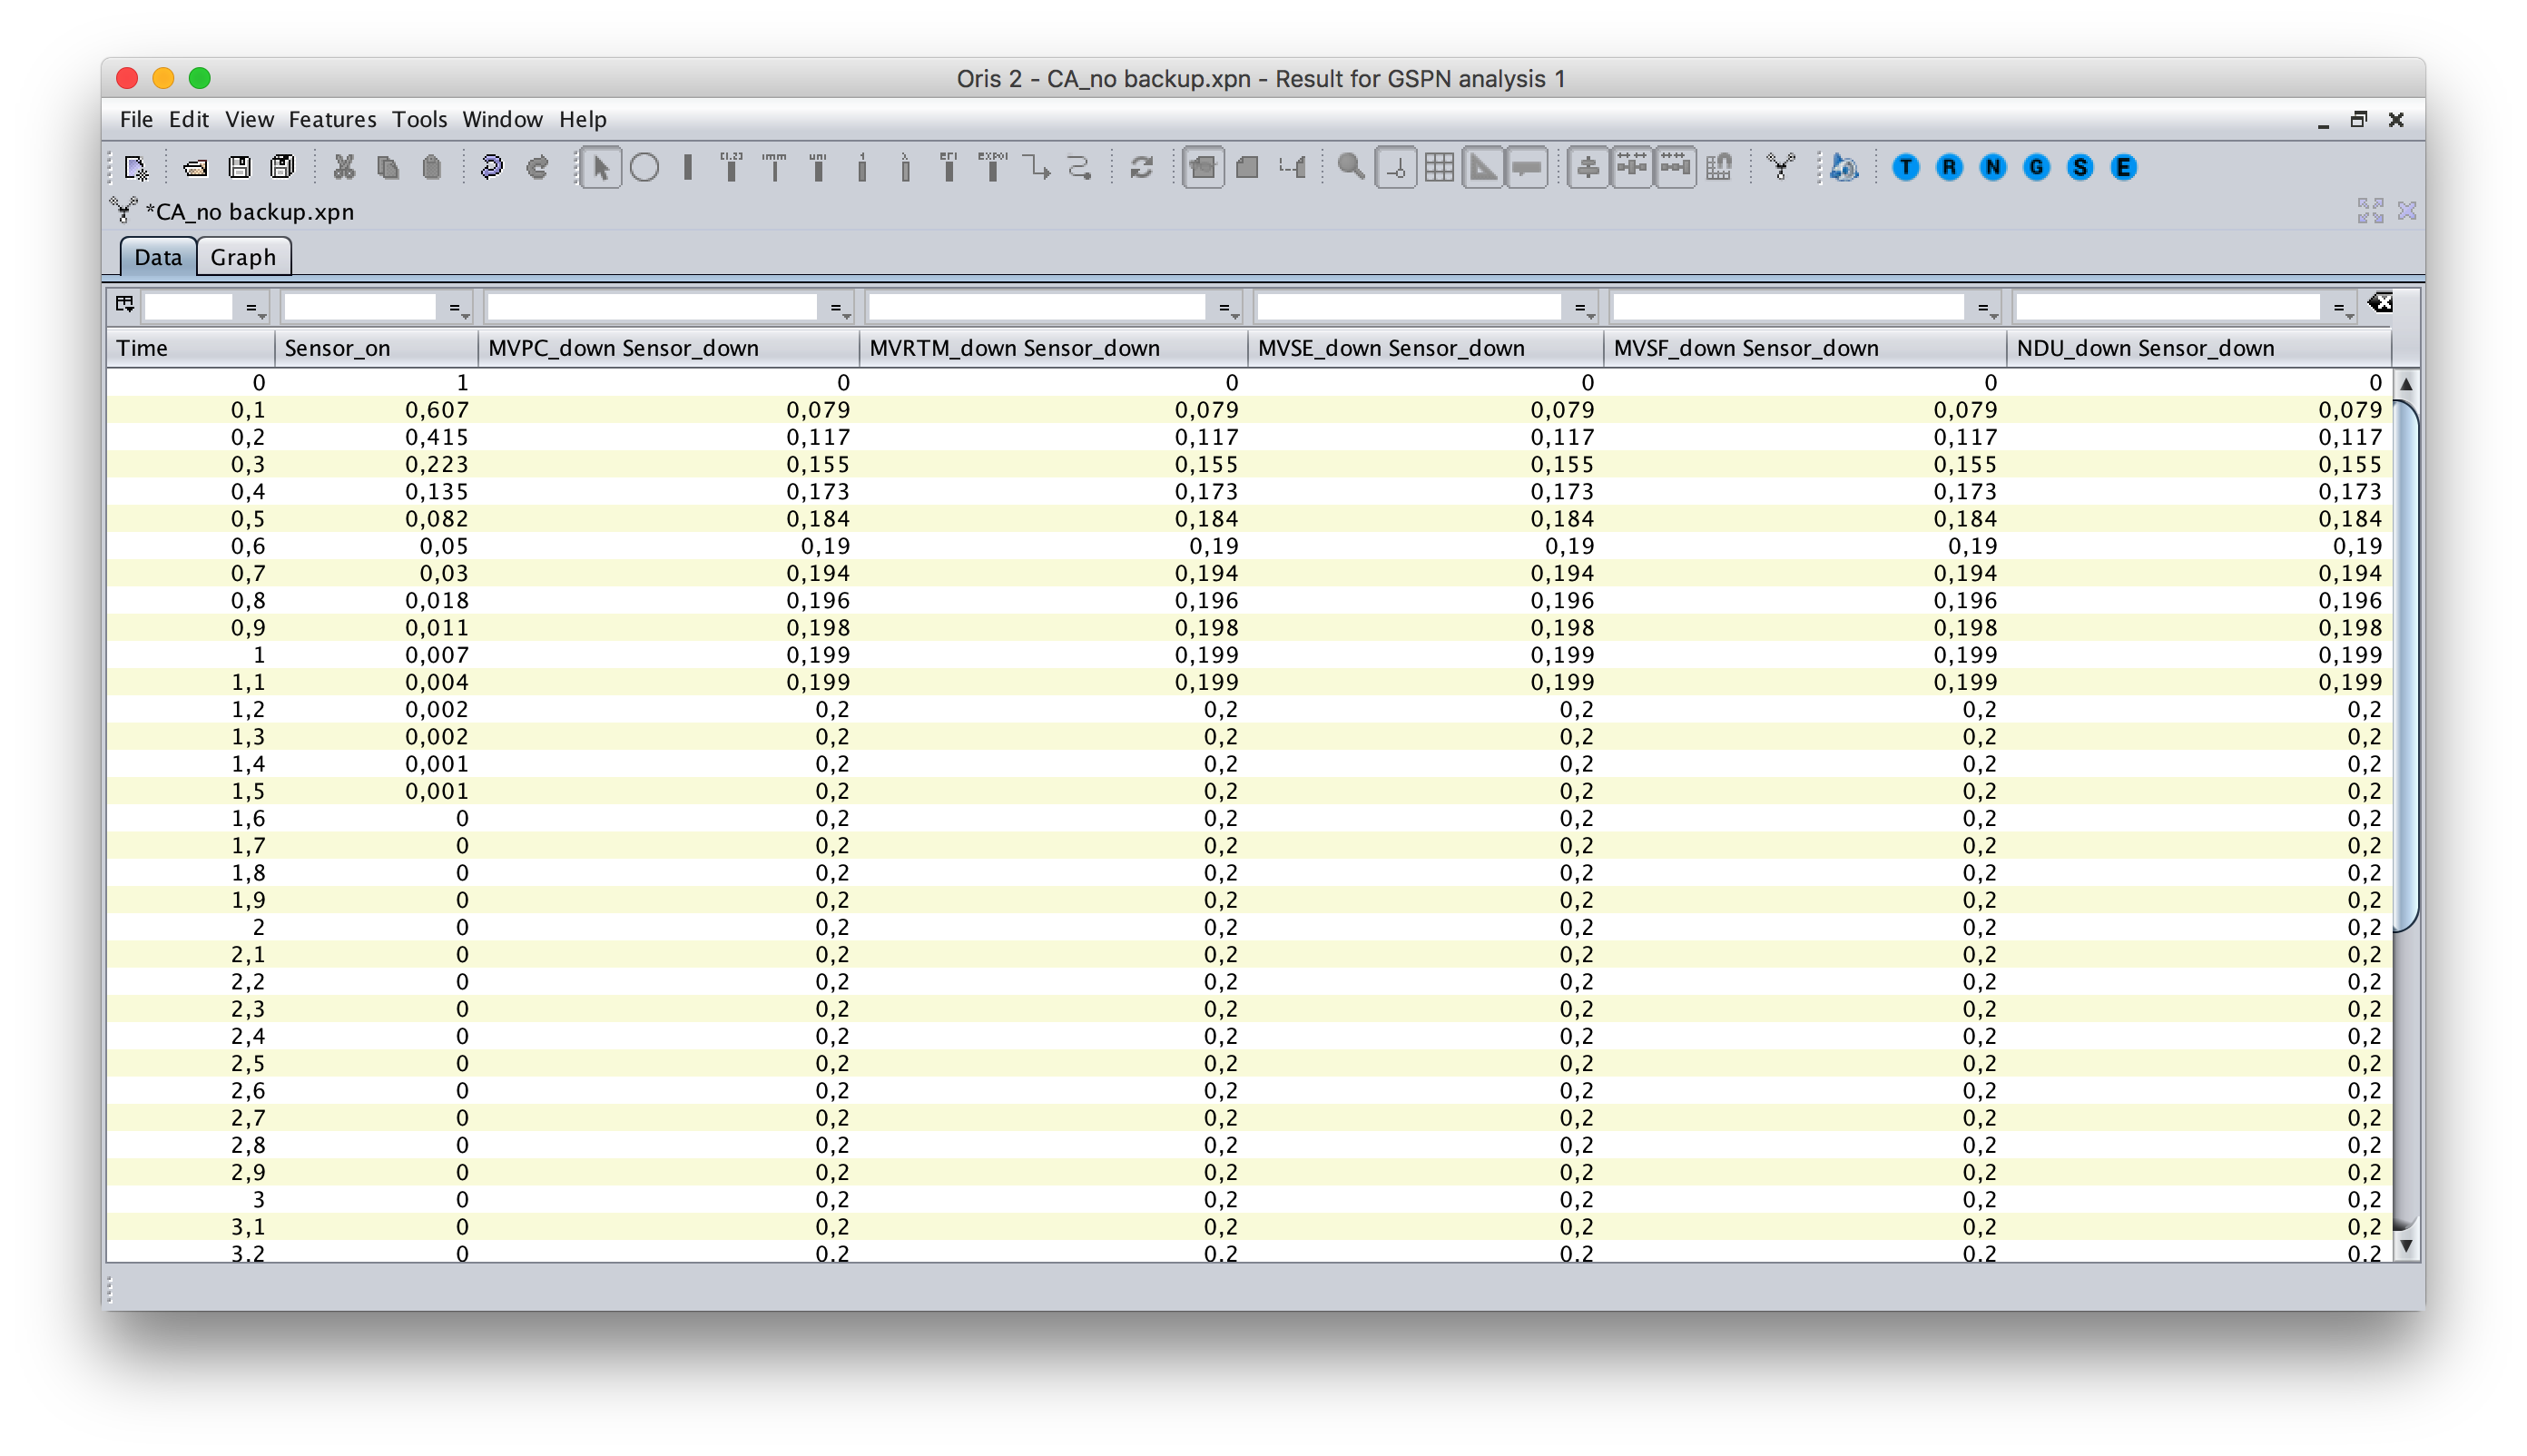 Oris 2 - CA_no backup.xpn - Result for GSPN analysis 1
File Edit View Features Tools Window Help
[1,2] imm uni 1 λ EFI EXPOL
T R N G S E
*CA_no backup.xpn
Data Graph
= = = = = = =
Time Sensor_on MVPC_down Sensor_down MVRTM_down Sensor_down MVSE_down Sensor_down MVSF_down Sensor_down NDU_down Sensor_down
0 1 0 0 0 0 0
0,1 0,607 0,079 0,079 0,079 0,079 0,079
0,2 0,415 0,117 0,117 0,117 0,117 0,117
0,3 0,223 0,155 0,155 0,155 0,155 0,155
0,4 0,135 0,173 0,173 0,173 0,173 0,173
0,5 0,082 0,184 0,184 0,184 0,184 0,184
0,6 0,05 0,19 0,19 0,19 0,19 0,19
0,7 0,03 0,194 0,194 0,194 0,194 0,194
0,8 0,018 0,196 0,196 0,196 0,196 0,196
0,9 0,011 0,198 0,198 0,198 0,198 0,198
1 0,007 0,199 0,199 0,199 0,199 0,199
1,1 0,004 0,199 0,199 0,199 0,199 0,199
1,2 0,002 0,2 0,2 0,2 0,2 0,2
1,3 0,002 0,2 0,2 0,2 0,2 0,2
1,4 0,001 0,2 0,2 0,2 0,2 0,2
1,5 0,001 0,2 0,2 0,2 0,2 0,2
1,6 0 0,2 0,2 0,2 0,2 0,2
1,7 0 0,2 0,2 0,2 0,2 0,2
1,8 0 0,2 0,2 0,2 0,2 0,2
1,9 0 0,2 0,2 0,2 0,2 0,2
2 0 0,2 0,2 0,2 0,2 0,2
2,1 0 0,2 0,2 0,2 0,2 0,2
2,2 0 0,2 0,2 0,2 0,2 0,2
2,3 0 0,2 0,2 0,2 0,2 0,2
2,4 0 0,2 0,2 0,2 0,2 0,2
2,5 0 0,2 0,2 0,2 0,2 0,2
2,6 0 0,2 0,2 0,2 0,2 0,2
2,7 0 0,2 0,2 0,2 0,2 0,2
2,8 0 0,2 0,2 0,2 0,2 0,2
2,9 0 0,2 0,2 0,2 0,2 0,2
3 0 0,2 0,2 0,2 0,2 0,2
3,1 0 0,2 0,2 0,2 0,2 0,2
3,2 0 0,2 0,2 0,2 0,2 0,2